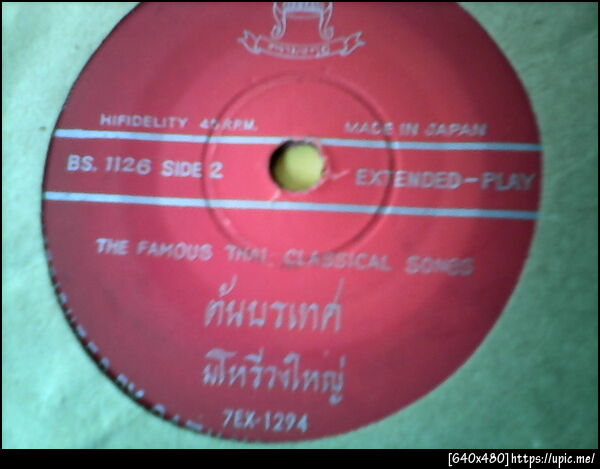 HIFIDELITY 45 R.P.M. MADE IN JAPAN
BS. 1126 SIDE 2 EXTENDED-PLAY
THE FAMOUS THAI CLASSICAL SONGS
ต้นบรเทศ
มโหรีวงใหญ่
7EX-1294
[640x480]https://upic.me/